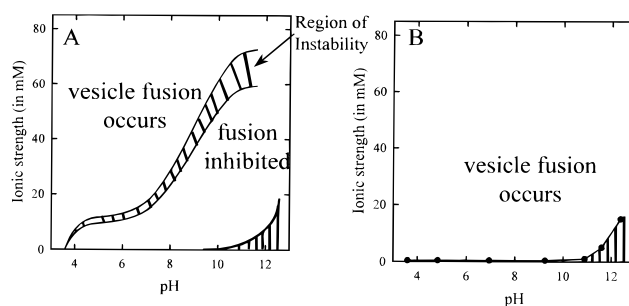 A
Region of
Instability
vesicle fusion
occurs
fusion
inhibited
Ionic strength (in mM)
80
60
40
20
0
4 6 8 10 12
pH
B
vesicle fusion
occurs
Ionic strength (in mM)
80
60
40
20
0
4 6 8 10 12
pH